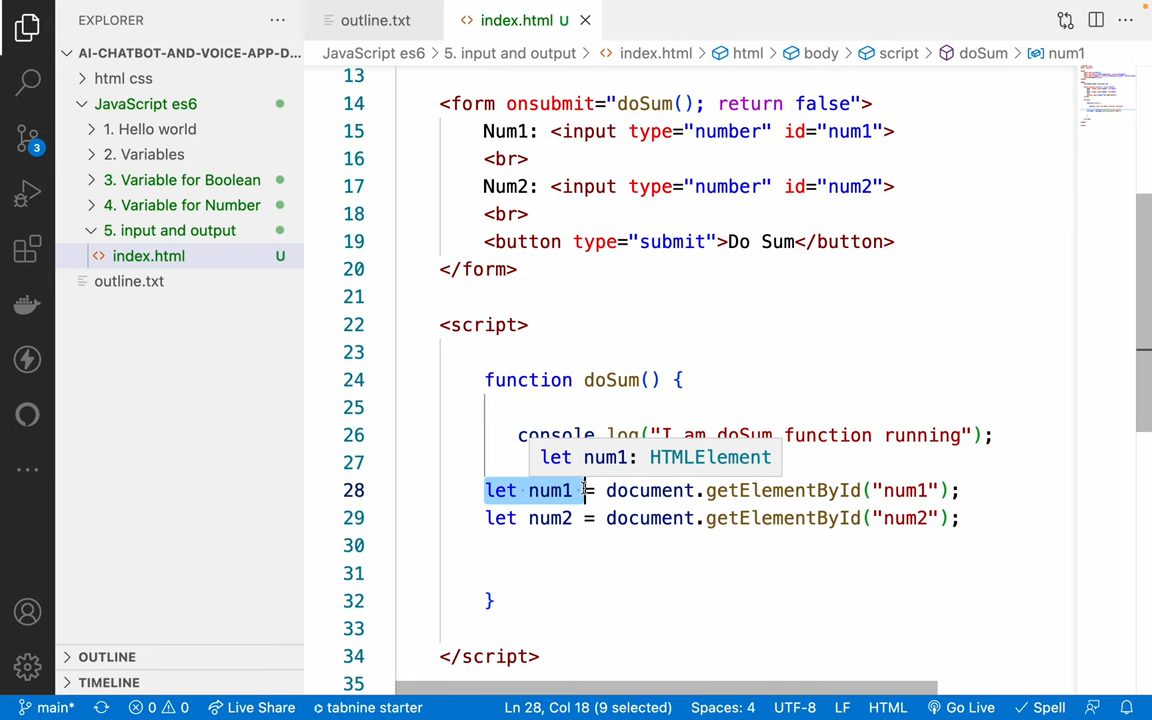 EXPLORER
outline.txt
index.html U
AI-CHATBOT-AND-VOICE-APP-D...
html css
JavaScript es6
1. Hello world
2. Variables
3. Variable for Boolean
4. Variable for Number
5. input and output
index.html U
outline.txt
OUTLINE
TIMELINE
3
JavaScript es6 > 5. input and output > index.html > html > body > script > doSum > num1
13
14 <form onsubmit="doSum(); return false">
15 Num1: <input type="number" id="num1">
16 <br>
17 Num2: <input type="number" id="num2">
18 <br>
19 <button type="submit">Do Sum</button>
20 </form>
21
22 <script>
23
24 function doSum() {
25
26 console.log("I am doSum function running");
27 let num1: HTMLElement
28 let num1 = document.getElementById("num1");
29 let num2 = document.getElementById("num2");
30
31
32 }
33
34 </script>
35
main* 0 0 Live Share tabnine starter Ln 28, Col 18 (9 selected) Spaces: 4 UTF-8 LF HTML Go Live Spell